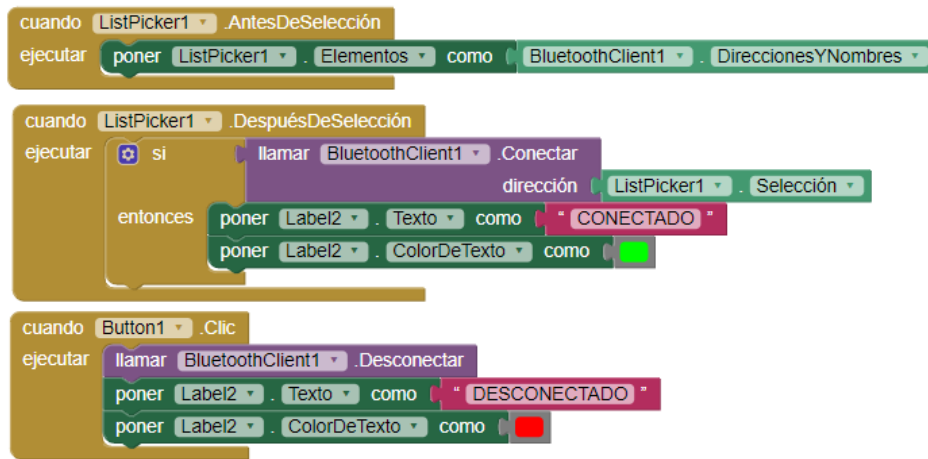 cuando ListPicker1 .AntesDeSelección
ejecutar poner ListPicker1 . Elementos como BluetoothClient1 . DireccionesYNombres
cuando ListPicker1 .DespuésDeSelección
ejecutar si llamar BluetoothClient1 .Conectar
dirección ListPicker1 . Selección
entonces poner Label2 . Texto como " CONECTADO "
poner Label2 . ColorDeTexto como
cuando Button1 .Clic
ejecutar llamar BluetoothClient1 .Desconectar
poner Label2 . Texto como " DESCONECTADO "
poner Label2 . ColorDeTexto como